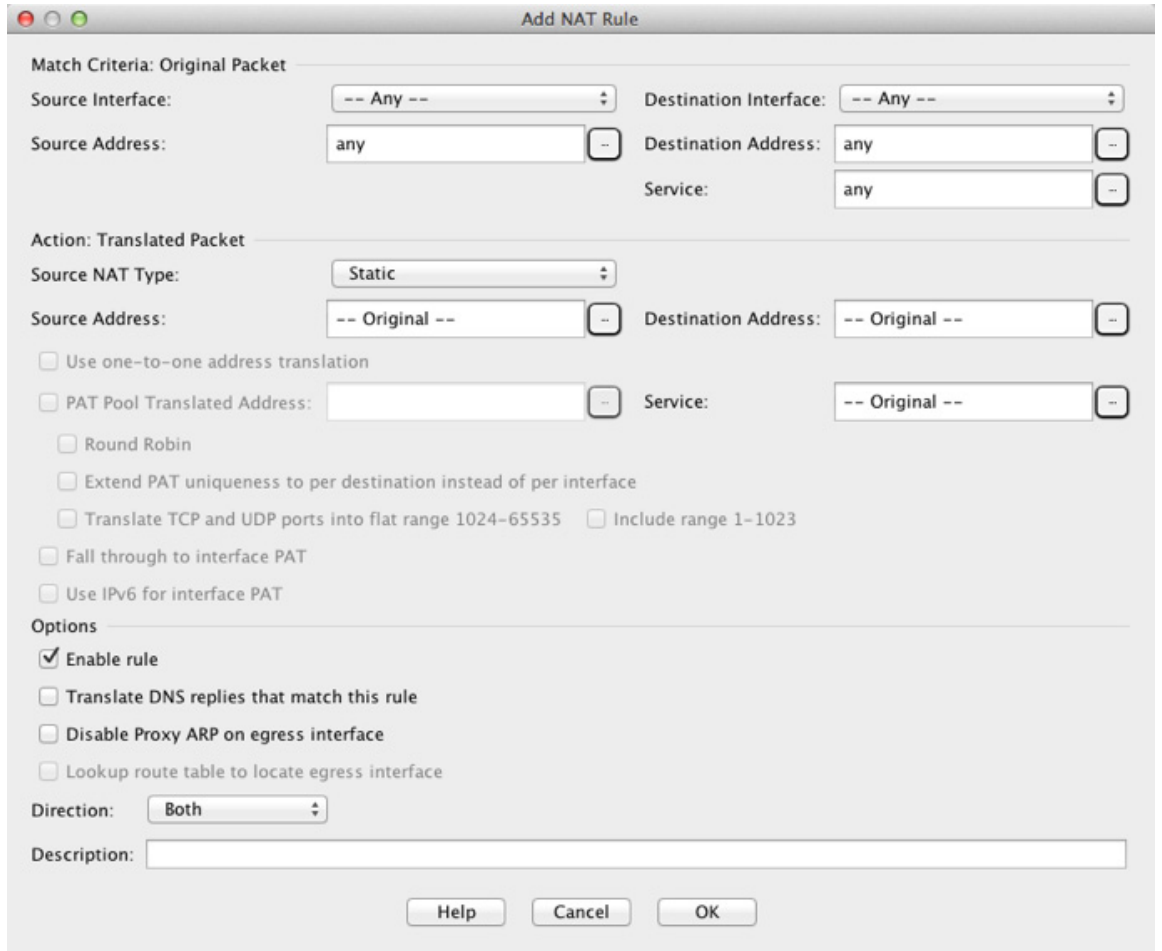 Add NAT Rule
Match Criteria: Original Packet
Source Interface: -- Any -- Destination Interface: -- Any --
Source Address: any ... Destination Address: any ...
Service: any ...
Action: Translated Packet
Source NAT Type: Static
Source Address: -- Original -- ... Destination Address: -- Original -- ...
Use one-to-one address translation
PAT Pool Translated Address: ... Service: -- Original -- ...
Round Robin
Extend PAT uniqueness to per destination instead of per interface
Translate TCP and UDP ports into flat range 1024-65535 Include range 1-1023
Fall through to interface PAT
Use IPv6 for interface PAT
Options
Enable rule
Translate DNS replies that match this rule
Disable Proxy ARP on egress interface
Lookup route table to locate egress interface
Direction: Both
Description:
Help Cancel OK